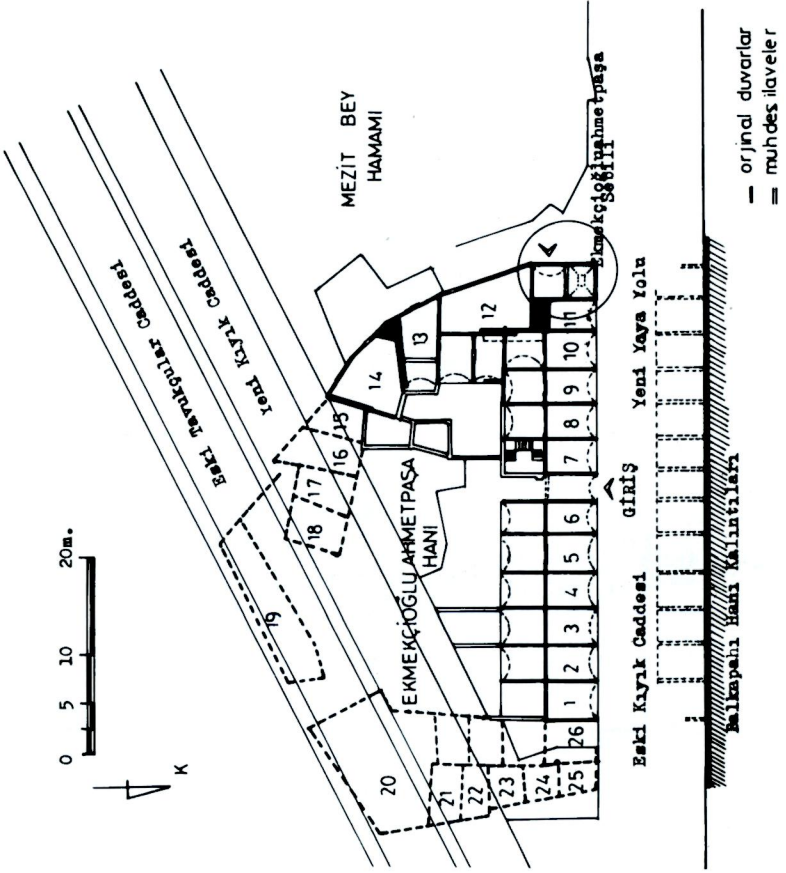 0 5 10 20m.
K
Eski Tavukçular Caddesi
Yeni Kıyık Caddesi
MEZİT BEY
HAMAMI
EKMEKÇİOĞLU AHMETPAŞA
HANI
Ekmekçioğluahmetpaşa
Sebili
GİRİŞ
Eski Kıyık Caddesi
Yeni Yaya Yolu
Balkapahı Hanı Kalıntıları
1
2
3
4
5
6
7
8
9
10
11
12
13
14
15
16
17
18
19
20
21
22
23
24
25
26
— orjinal duvarlar
= muhdes ilaveler